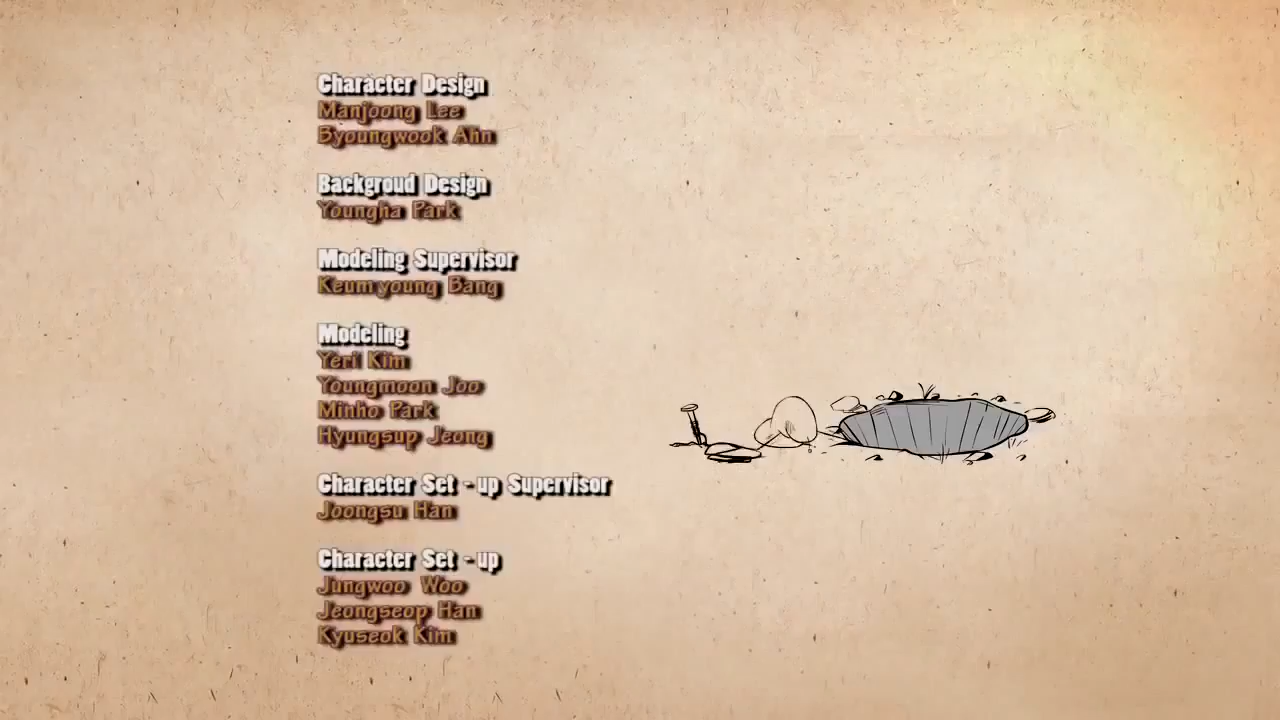 Character Design
Manjoong Lee
Byoungwook Ahn
Backgroud Design
Youngha Park
Modeling Supervisor
Keumyoung Bang
Modeling
Yeri Kim
Youngmoon Joo
Minho Park
Hyungsup Jeong
Character Set - up Supervisor
Joongsu Han
Character Set - up
Jungwoo Woo
Jeongseop Han
Kyuseok Kim